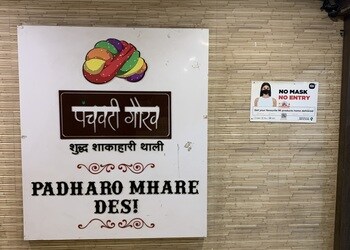 पंचवटी गौरव
शुद्ध शाकाहारी थाली
PADHARO MHARE
DES!
NO MASK
NO ENTRY